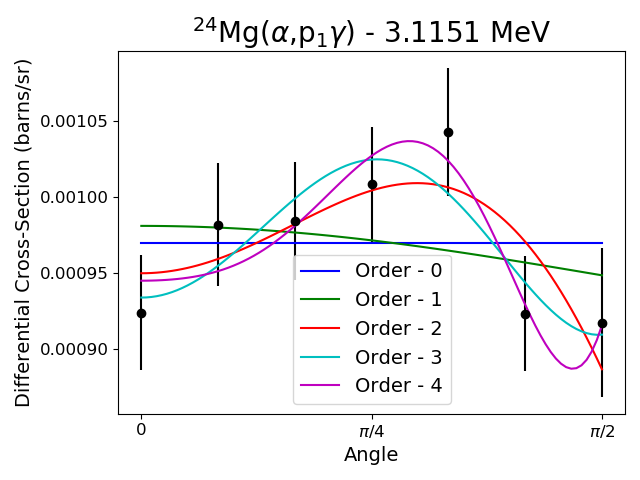 ²⁴Mg(α,p₁γ) - 3.1151 MeV
Differential Cross-Section (barns/sr)
0.00105
0.00100
0.00095
0.00090
Order - 0
Order - 1
Order - 2
Order - 3
Order - 4
0 π/4 π/2
Angle